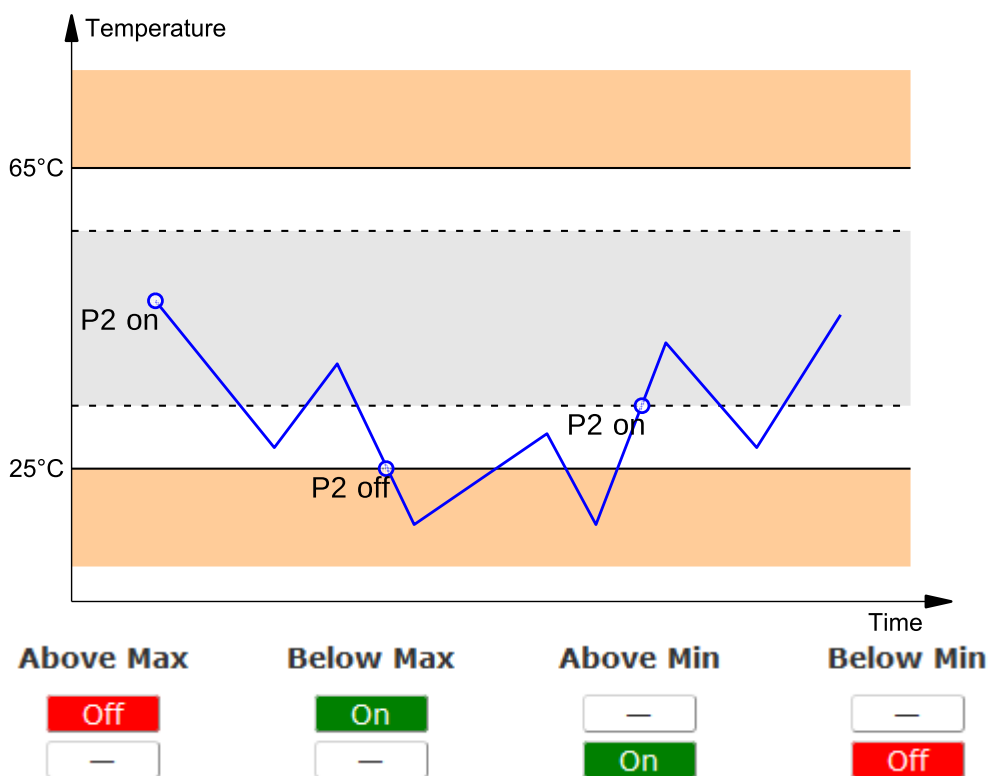 Temperature
65°C
P2 on
P2 on
25°C
P2 off
Time
Above Max Below Max Above Min Below Min
Off On — —
— — On Off